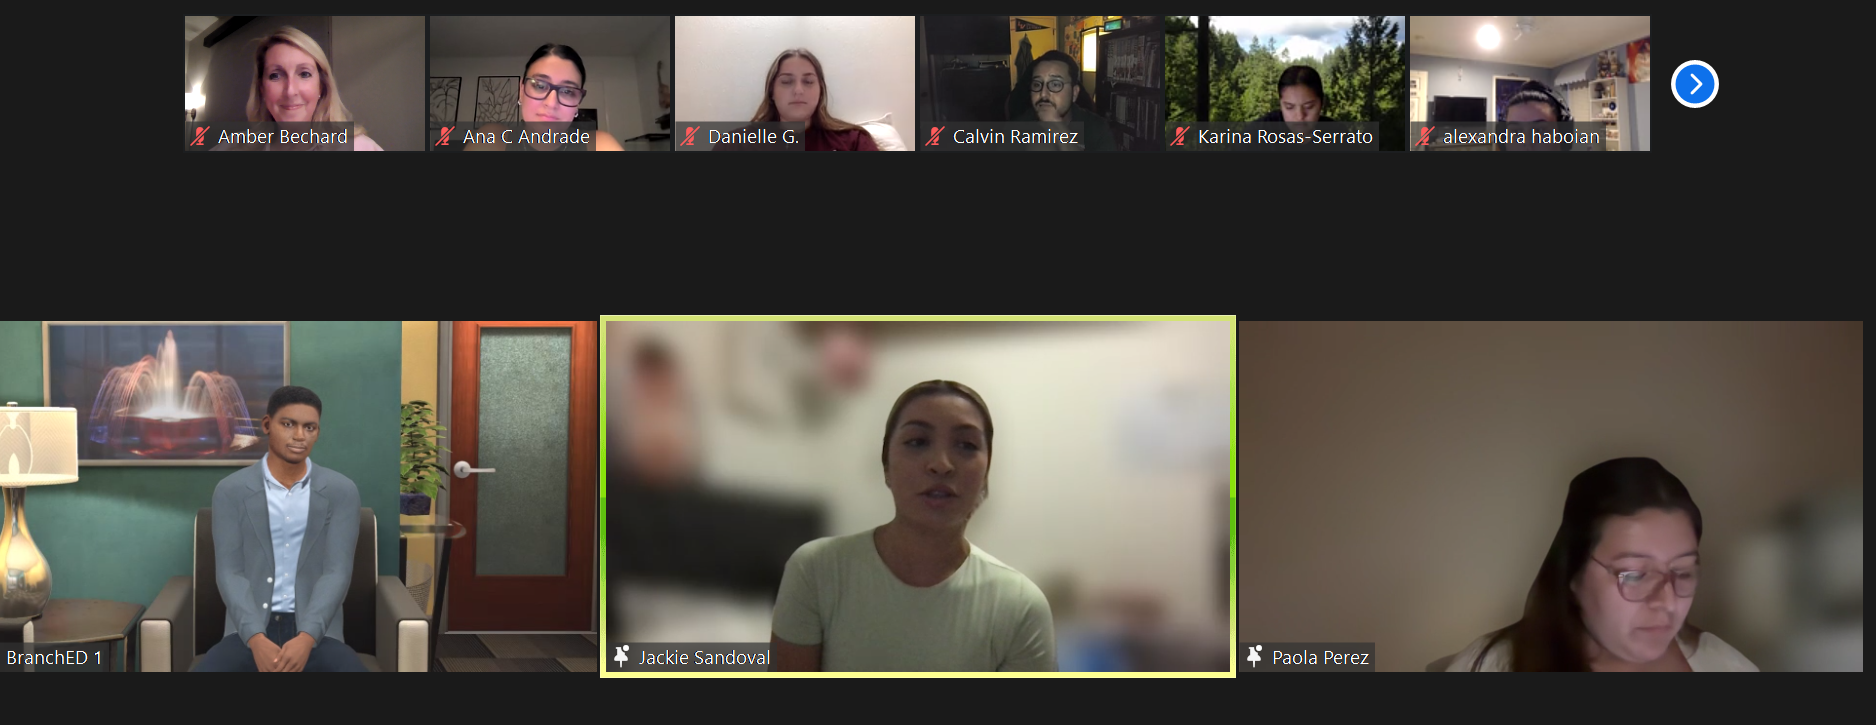 Amber Bechard
Ana C Andrade
Danielle G.
Calvin Ramirez
Karina Rosas-Serrato
alexandra haboian
BranchED 1
Jackie Sandoval
Paola Perez